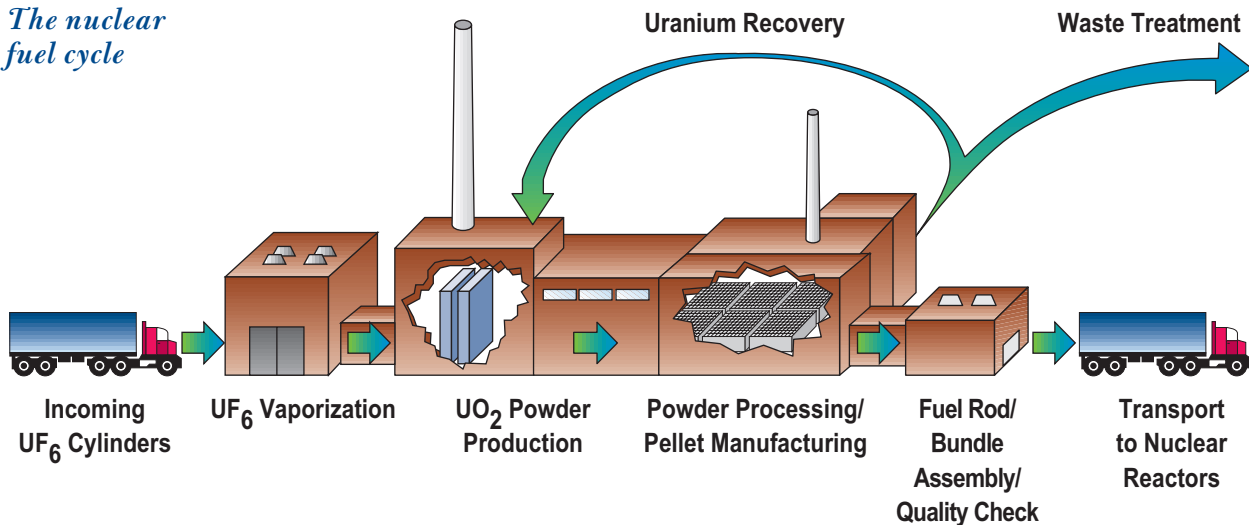 The nuclear
fuel cycle
Uranium Recovery
Waste Treatment
Incoming
UF6 Cylinders
UF6 Vaporization
UO2 Powder
Production
Powder Processing/
Pellet Manufacturing
Fuel Rod/
Bundle
Assembly/
Quality Check
Transport
to Nuclear
Reactors